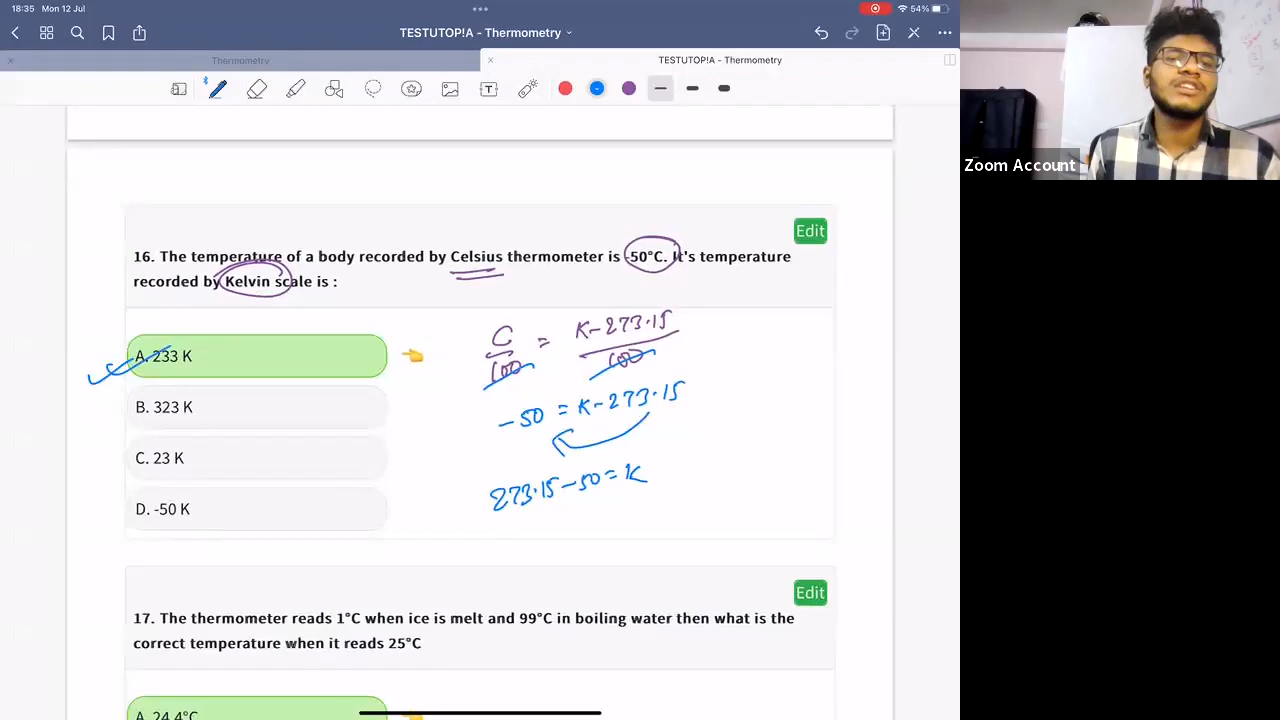 18:35 Mon 12 Jul
54%
TESTUTOP!A - Thermometry
Thermometry
TESTUTOP!A - Thermometry
Zoom Account
Edit
16. The temperature of a body recorded by Celsius thermometer is -50°C. It's temperature
recorded by Kelvin scale is :
A. 233 K
B. 323 K
C. 23 K
D. -50 K
C/100 = K-273.15/100
-50 = K-273.15
273.15-50=K
Edit
17. The thermometer reads 1°C when ice is melt and 99°C in boiling water then what is the
correct temperature when it reads 25°C
A. 24.4°C